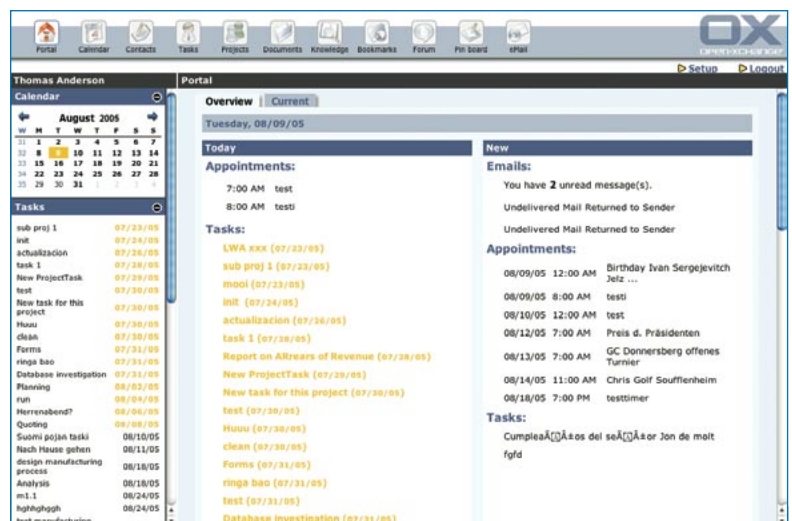 OX
OPEN-XCHANGE
Portal Calendar Contacts Tasks Projects Documents Knowledge Bookmarks Forum Pin board eMail
Setup Logout
Thomas Anderson
Portal
Calendar
August 2005
W M T W T F S S
31 1 2 3 4 5 6 7
32 8 9 10 11 12 13 14
33 15 16 17 18 19 20 21
34 22 23 24 25 26 27 28
35 29 30 31 1 2 3 4
Tasks
sub proj 1 07/23/05
init 07/24/05
actualizacion 07/26/05
task 1 07/28/05
New ProjectTask 07/29/05
test 07/30/05
New task for this
project 07/30/05
Huuu 07/30/05
clean 07/30/05
Forms 07/31/05
ringa bao 07/31/05
Database investigation 07/31/05
Planning 08/02/05
run 08/04/05
Herrenabend? 08/06/05
Quoting 08/08/05
Suomi pojan taski 08/10/05
Nach Hause gehen 08/11/05
design manufacturing
process 08/18/05
Analysis 08/18/05
m1.1 08/24/05
hghhghggh 08/24/05
test manufacturing
Overview | Current
Tuesday, 08/09/05
Today
Appointments:
7:00 AM test
8:00 AM testi
Tasks:
LWA xxx (07/23/05)
sub proj 1 (07/23/05)
mooi (07/23/05)
init (07/24/05)
actualizacion (07/26/05)
task 1 (07/28/05)
Report on ARrears of Revenue (07/28/05)
New ProjectTask (07/29/05)
New task for this project (07/30/05)
test (07/30/05)
Huuu (07/30/05)
clean (07/30/05)
Forms (07/31/05)
ringa bao (07/31/05)
test (07/31/05)
Database investigation (07/31/05)
New
Emails:
You have 2 unread message(s).
Undelivered Mail Returned to Sender
Undelivered Mail Returned to Sender
Appointments:
08/09/05 12:00 AM Birthday Ivan Sergejevitch
Jelz ...
08/09/05 8:00 AM testi
08/10/05 12:00 AM test
08/12/05 7:00 AM Preis d. Präsidenten
08/13/05 7:00 AM GC Donnersberg offenes
Turnier
08/14/05 11:00 AM Chris Golf Soufflenheim
08/18/05 7:00 PM testtimer
Tasks:
del Jon de malt
fgfd